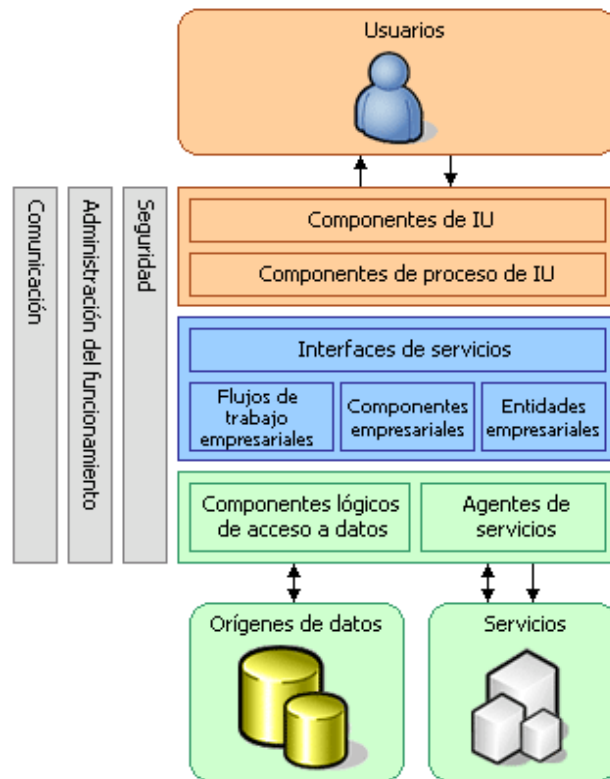 Usuarios
Comunicación
Administración del funcionamiento
Seguridad
Componentes de IU
Componentes de proceso de IU
Interfaces de servicios
Flujos de
trabajo
empresariales
Componentes
empresariales
Entidades
empresariales
Componentes lógicos
de acceso a datos
Agentes de
servicios
Orígenes de datos
Servicios